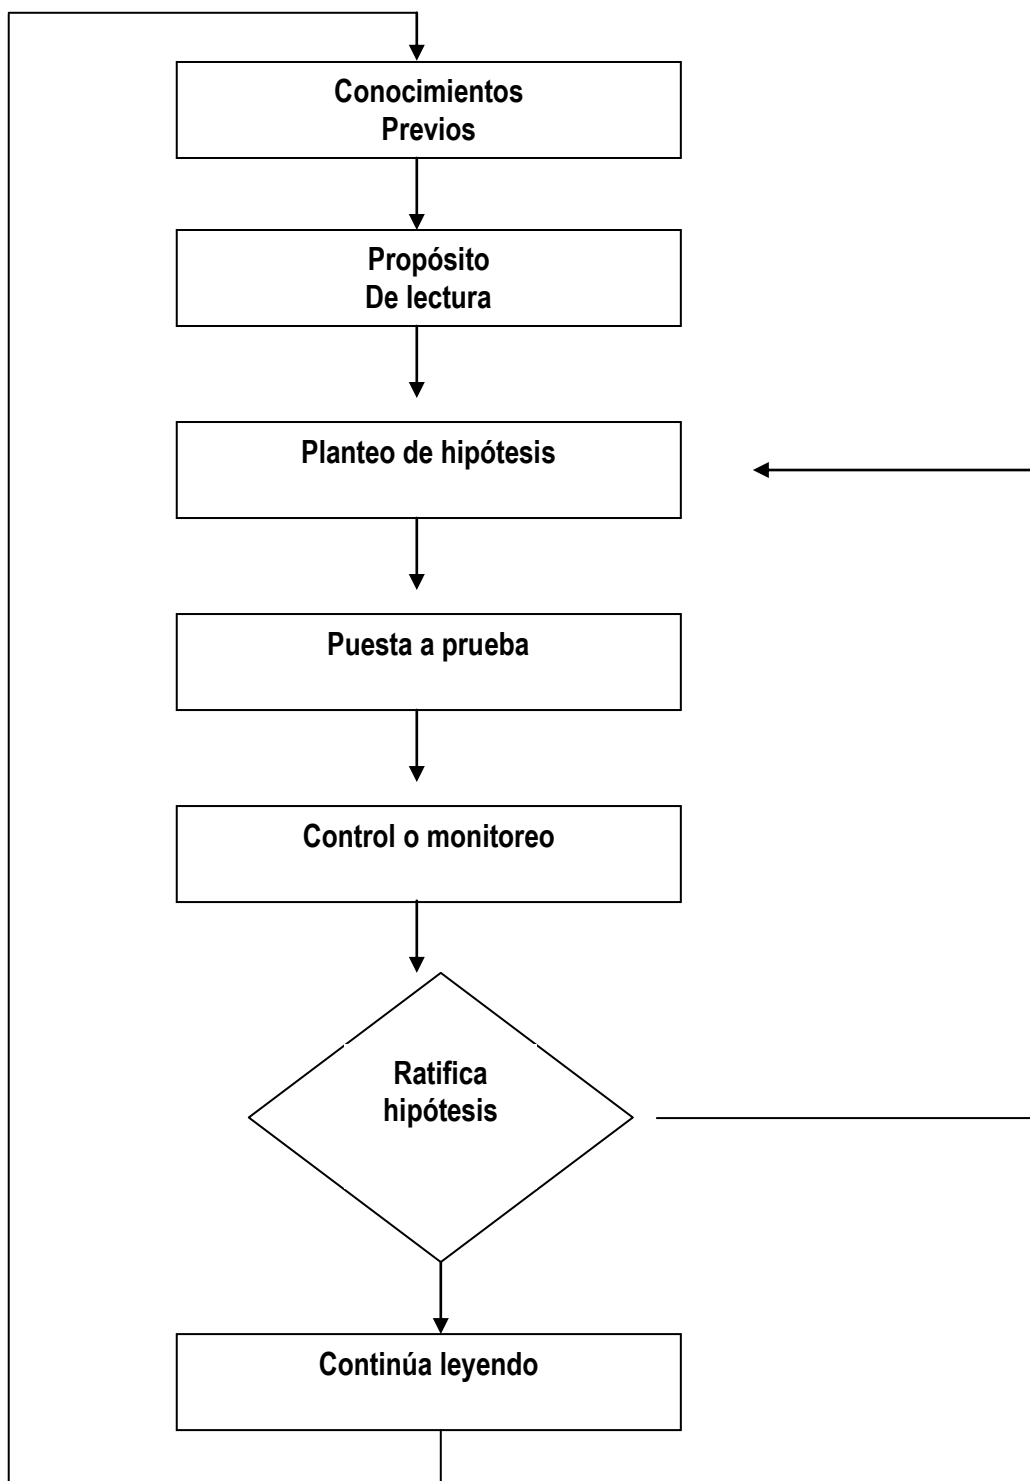 Conocimientos
Previos
Propósito
De lectura
Planteo de hipótesis
Puesta a prueba
Control o monitoreo
Ratifica
hipótesis
Continúa leyendo